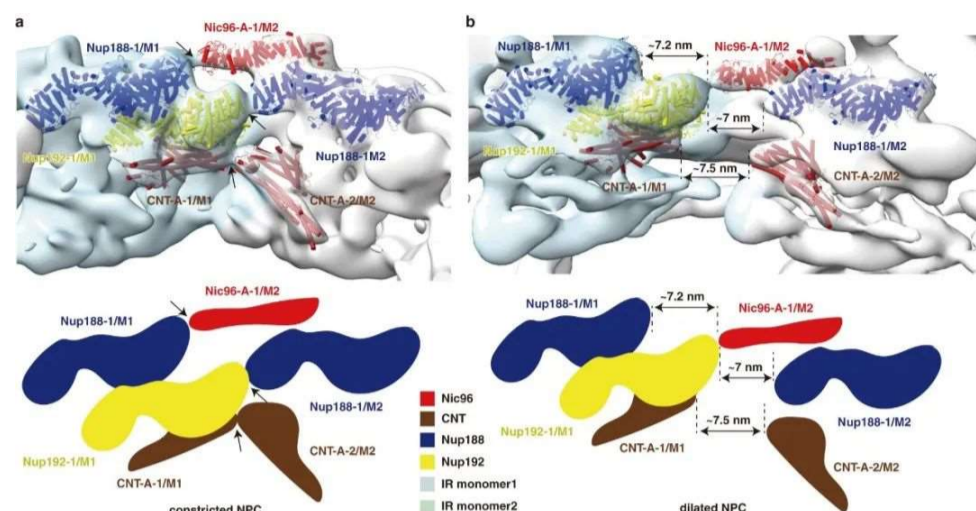 a
Nic96-A-1/M2
Nup188-1/M1
Nup192-1/M1
Nup188-1M2
CNT-A-1/M1
CNT-A-2/M2
b
Nup188-1/M1
~7.2 nm
Nic96-A-1/M2
~7 nm
Nup192-1/M1
Nup188-1/M2
~7.5 nm
CNT-A-1/M1
CNT-A-2/M2
Nic96-A-1/M2
Nup188-1/M1
Nup188-1/M2
Nup192-1/M1
CNT-A-2/M2
CNT-A-1/M1
constricted NPC
Nic96
CNT
Nup188
Nup192
IR monomer1
IR monomer2
Nup188-1/M1
~7.2 nm
Nic96-A-1/M2
~7 nm
Nup188-1/M2
Nup192-1/M1
~7.5 nm
CNT-A-1/M1
CNT-A-2/M2
dilated NPC